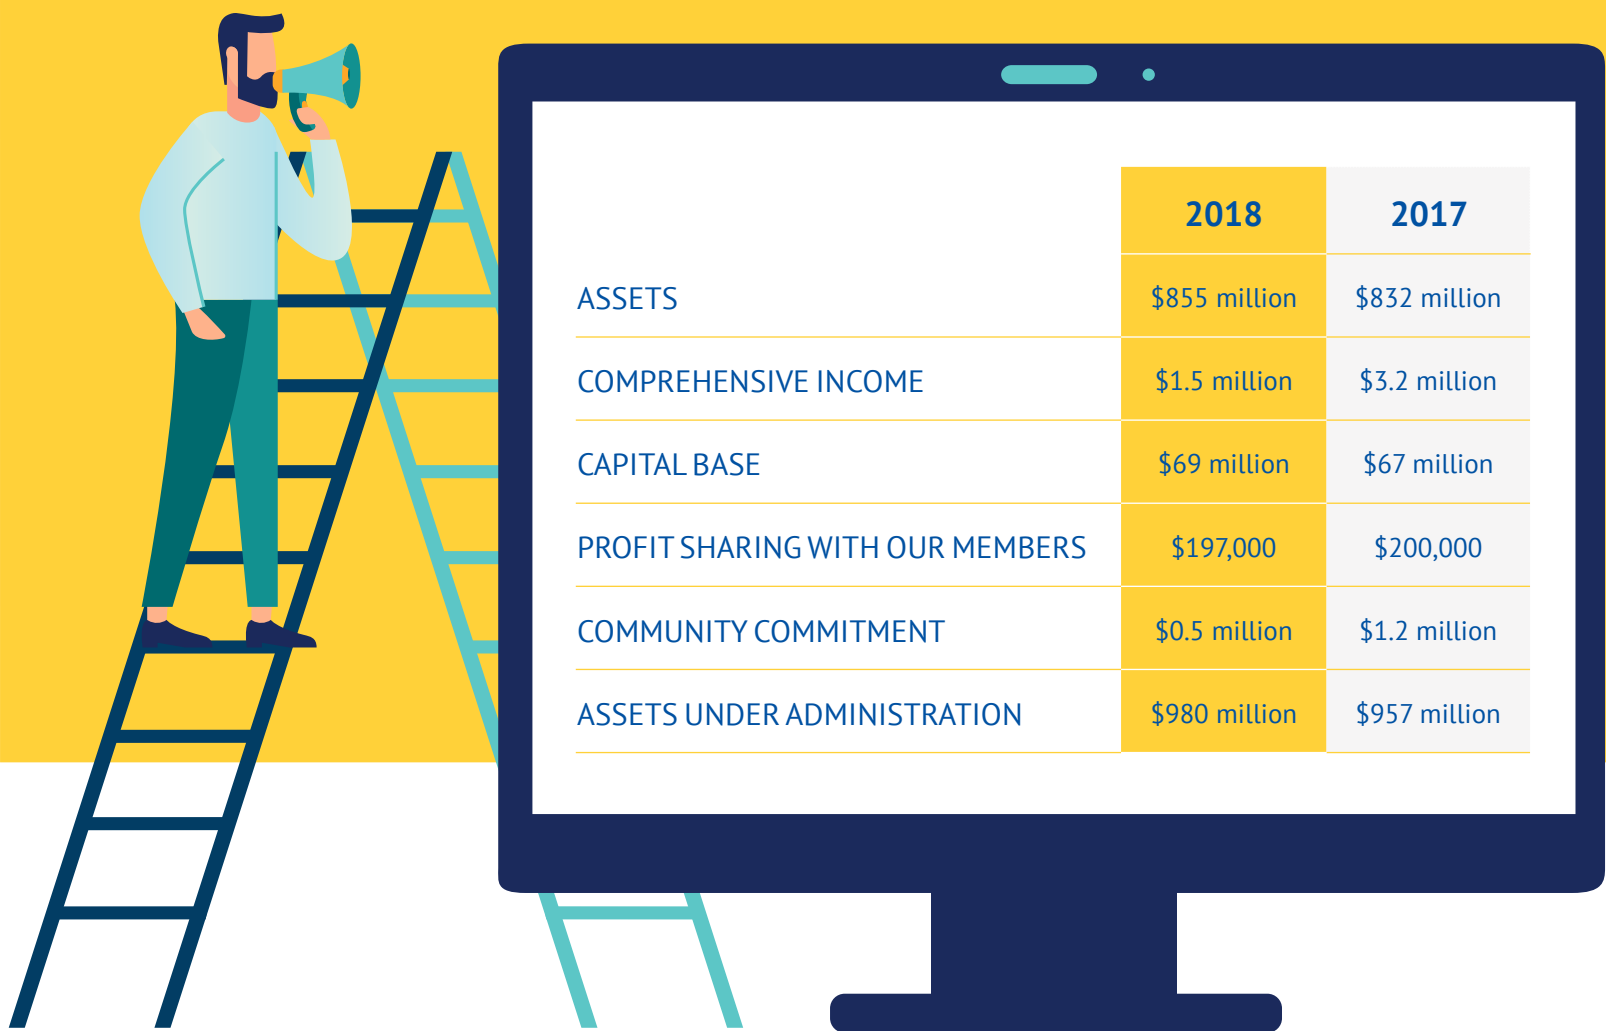 2018 2017
ASSETS $855 million $832 million
COMPREHENSIVE INCOME $1.5 million $3.2 million
CAPITAL BASE $69 million $67 million
PROFIT SHARING WITH OUR MEMBERS $197,000 $200,000
COMMUNITY COMMITMENT $0.5 million $1.2 million
ASSETS UNDER ADMINISTRATION $980 million $957 million